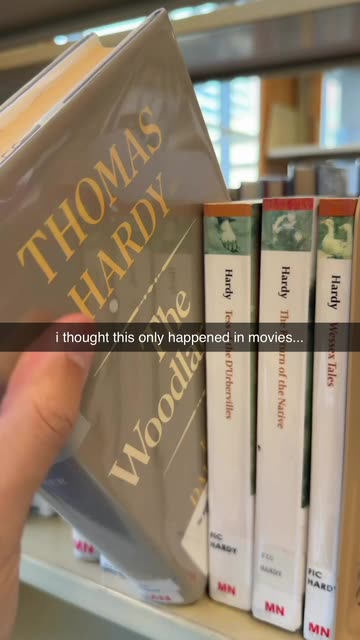 THOMAS
HARDY
The
Woodla
i thought this only happened in movies...
Hardy Tess the D'Urbervilles
FIC
HARDY
MN
Hardy The Return of the Native
FIC
HARDY
MN
Hardy Wessex Tales
FIC
HARDY
MN
MN